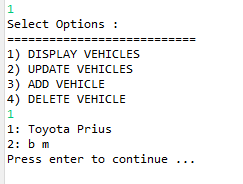 1
Select Options :
===========================
1) DISPLAY VEHICLES
2) UPDATE VEHICLES
3) ADD VEHICLE
4) DELETE VEHICLE
1
1: Toyota Prius
2: b m
Press enter to continue ...